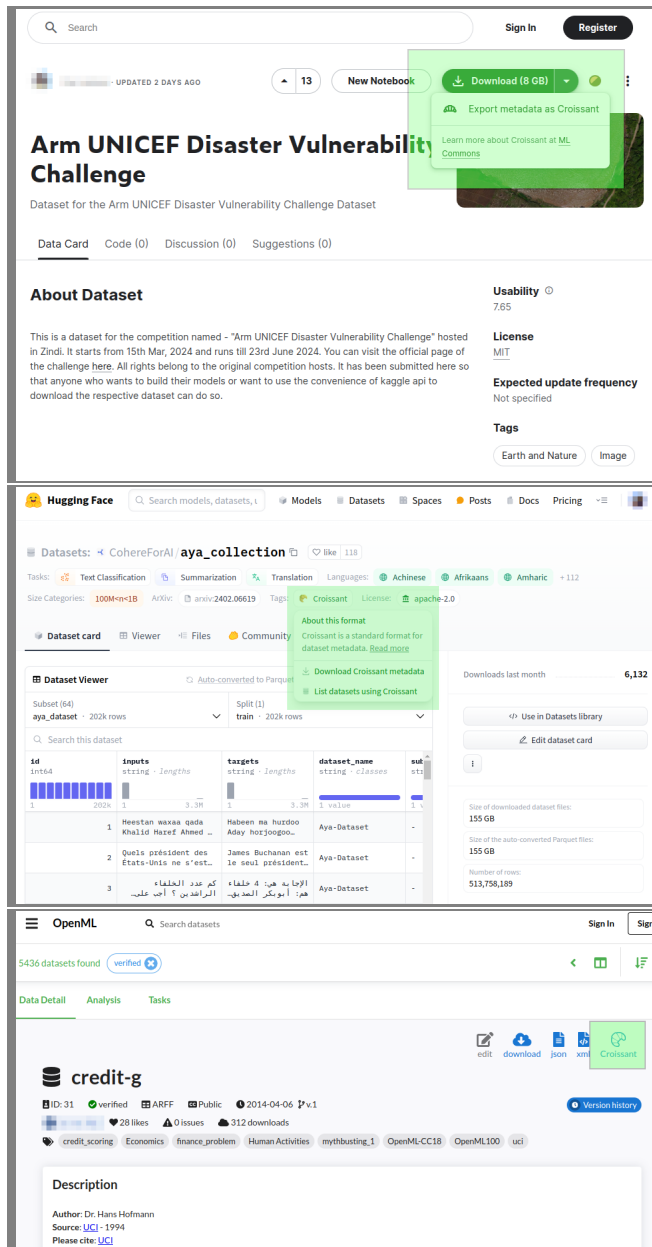 Search
Sign In
Register
UPDATED 2 DAYS AGO
13
New Notebook
Download (8 GB)
Export metadata as Croissant
Learn more about Croissant at ML
Commons
Arm UNICEF Disaster Vulnerability
Challenge
Dataset for the Arm UNICEF Disaster Vulnerability Challenge Dataset
Data Card Code (0) Discussion (0) Suggestions (0)
About Dataset
This is a dataset for the competition named - "Arm UNICEF Disaster Vulnerability Challenge" hosted
in Zindi. It starts from 15th Mar, 2024 and runs till 23rd June 2024. You can visit the official page of
the challenge here. All rights belong to the original competition hosts. It has been submitted here so
that anyone who wants to build their models or want to use the convenience of kaggle api to
download the respective dataset can do so.
Usability
7.65
License
MIT
Expected update frequency
Not specified
Tags
Earth and Nature Image
Hugging Face Search models, datasets, Models Datasets Spaces Posts Docs Pricing
Datasets: CohereForAI/aya_collection like 118
Tasks: Text Classification Summarization Translation Languages: Achinese Afrikaans Amharic +112
Size Categories: 100M<n<1B ArXiv: arxiv:2402.06619 Tags: Croissant License: apache-2.0
About this format
Croissant is a standard format for
dataset metadata. Read more
Download Croissant metadata
List datasets using Croissant
Dataset card Viewer Files Community
Dataset Viewer Auto-converted to Parquet
Subset (64)
aya_dataset · 202k rows
Split (1)
train · 202k rows
Search this dataset
id
int64
inputs
string · lengths
targets
string · lengths
dataset_name
string · classes
1 202k
1 3.3M
1 3.3M
1 value
1 Heestan waxaa qada Khalid Haref Ahmed … Habeen ma hurdoo Aday horjoogoo… Aya-Dataset -
2 Quels président des États-Unis ne s'est… James Buchanan est le seul président… Aya-Dataset -
3 كم عدد الخلفاء الراشدين ؟ أجب على… الإجابة هي: 4 خلفاء هم: أبوبكر الصديق… Aya-Dataset -
Downloads last month
6,132
Use in Datasets library
Edit dataset card
Size of downloaded dataset files:
155 GB
Size of the auto-converted Parquet files:
155 GB
Number of rows:
513,758,189
OpenML Search datasets Sign In Sign
5436 datasets found verified
Data Detail Analysis Tasks
edit download json xml Croissant
credit-g
ID: 31 verified ARFF Public 2014-04-06 v.1
Version history
28 likes 0 issues 312 downloads
credit_scoring Economics finance_problem Human Activities mythbusting_1 OpenML-CC18 OpenML100 uci
Description
Author: Dr. Hans Hofmann
Source: UCI - 1994
Please cite: UCI